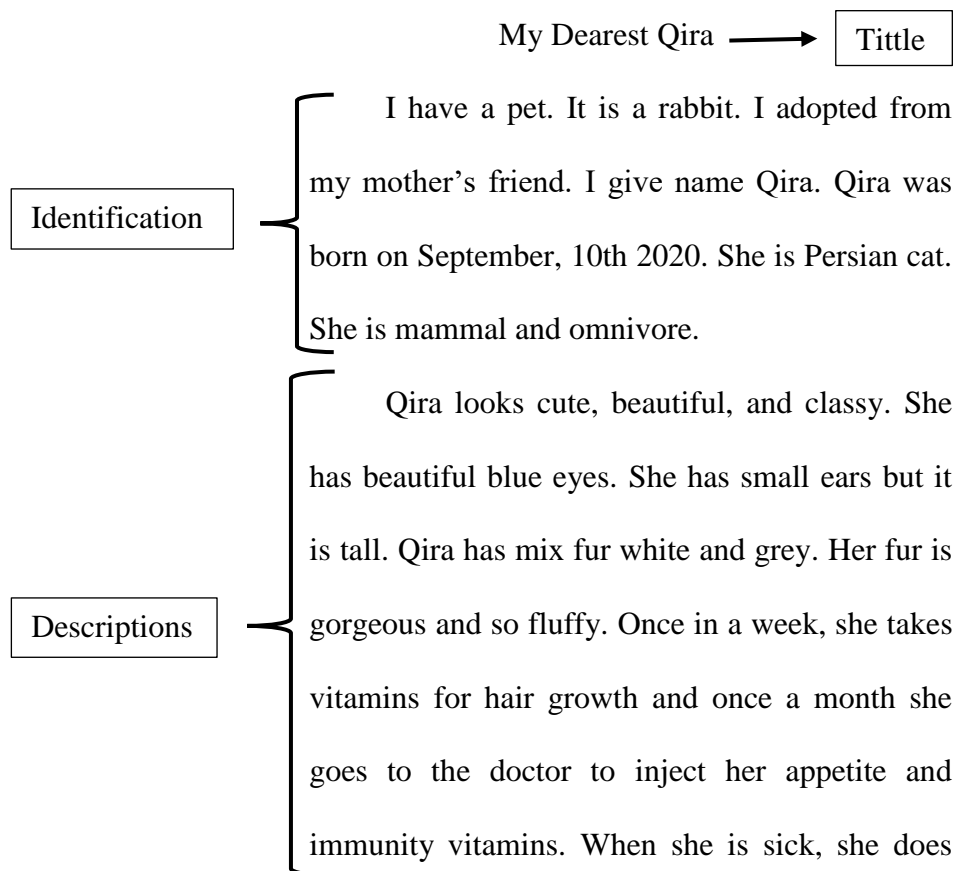 My Dearest Qira
Tittle
I have a pet. It is a rabbit. I adopted from
my mother's friend. I give name Qira. Qira was
Identification
born on September, 10th 2020. She is Persian cat.
She is mammal and omnivore.
Qira looks cute, beautiful, and classy. She
has beautiful blue eyes. She has small ears but it
is tall. Qira has mix fur white and grey. Her fur is
Descriptions
gorgeous and so fluffy. Once in a week, she takes
vitamins for hair growth and once a month she
goes to the doctor to inject her appetite and
immunity vitamins. When she is sick, she does